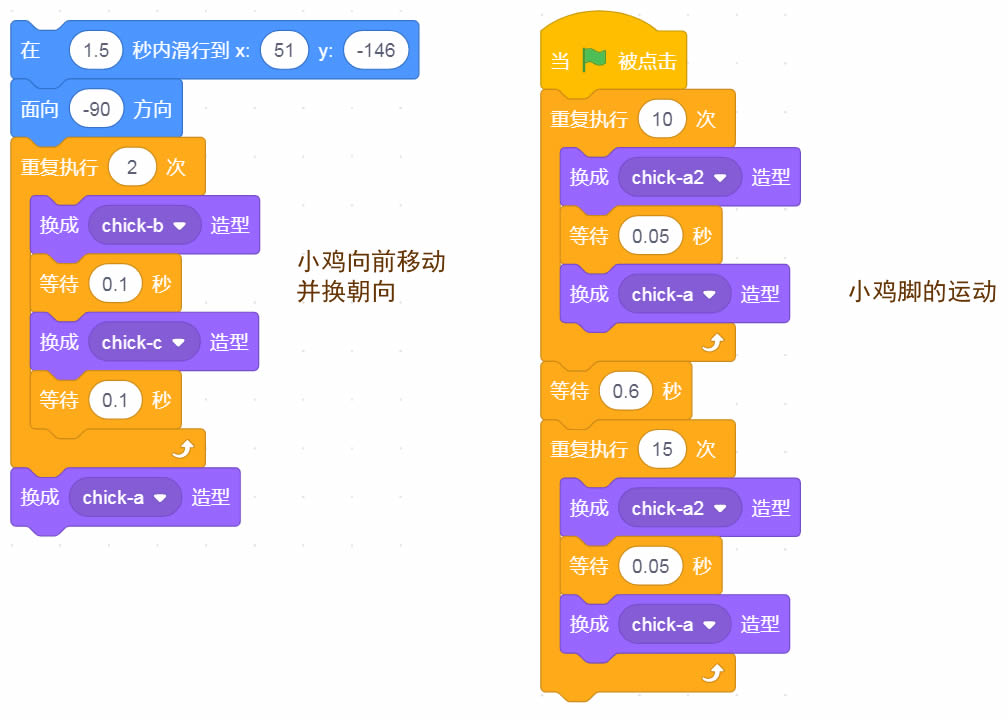 在 1.5 秒内滑行到 x: 51 y: -146
面向 -90 方向
重复执行 2 次
换成 chick-b 造型
等待 0.1 秒
换成 chick-c 造型
等待 0.1 秒
换成 chick-a 造型
小鸡向前移动
并换朝向
当 被点击
重复执行 10 次
换成 chick-a2 造型
等待 0.05 秒
换成 chick-a 造型
等待 0.6 秒
重复执行 15 次
换成 chick-a2 造型
等待 0.05 秒
换成 chick-a 造型
小鸡脚的运动